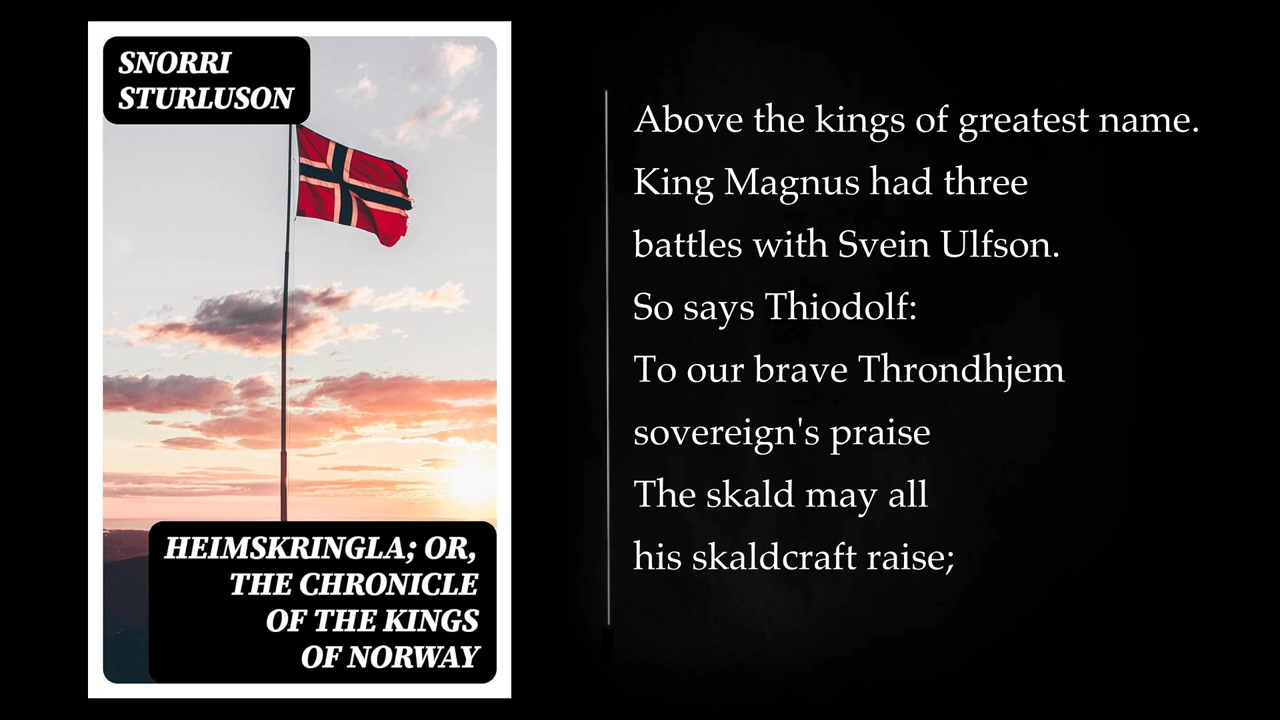 SNORRI
STURLUSON
HEIMSKRINGLA; OR,
THE CHRONICLE
OF THE KINGS
OF NORWAY
Above the kings of greatest name.
King Magnus had three
battles with Svein Ulfson.
So says Thiodolf:
To our brave Throndhjem
sovereign's praise
The skald may all
his skaldcraft raise;